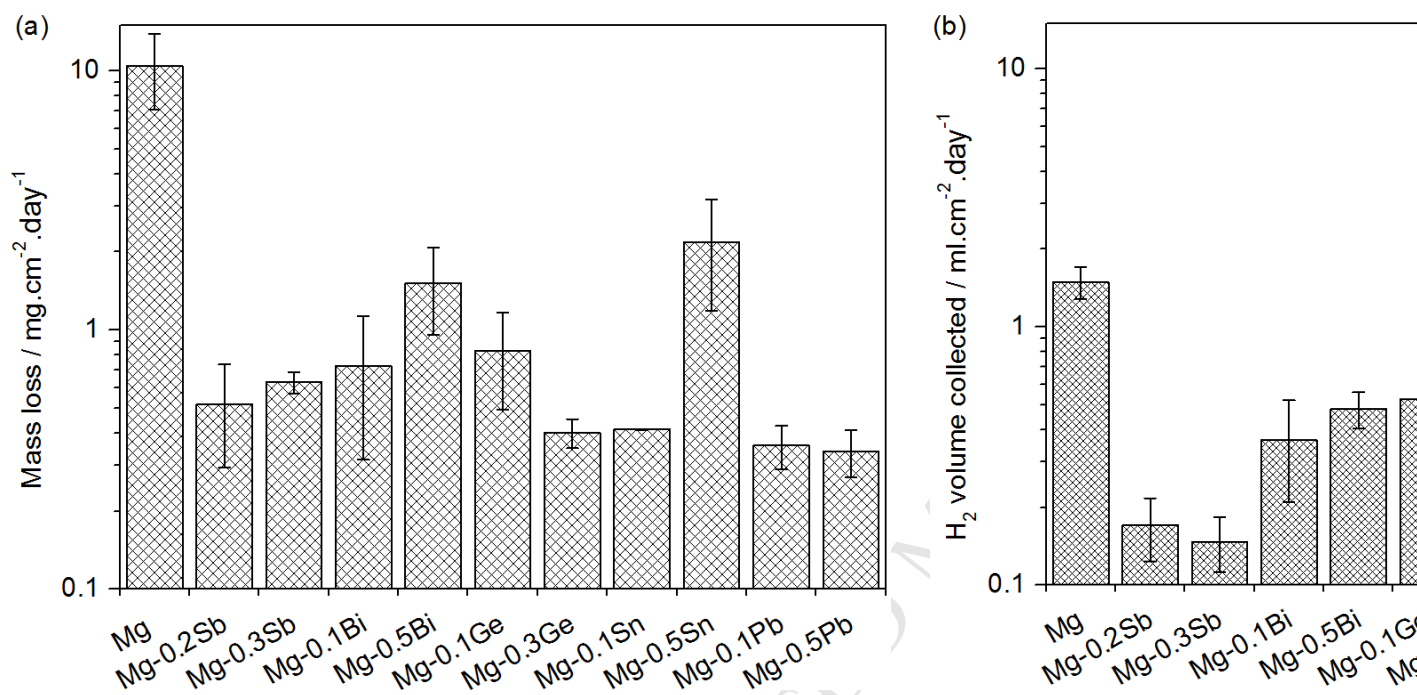 (a)
Mass loss / mg.cm⁻².day⁻¹
10
1
0.1
Mg
Mg-0.2Sb
Mg-0.3Sb
Mg-0.1Bi
Mg-0.5Bi
Mg-0.1Ge
Mg-0.3Ge
Mg-0.1Sn
Mg-0.5Sn
Mg-0.1Pb
Mg-0.5Pb
(b)
H₂ volume collected / ml.cm⁻².day⁻¹
10
1
0.1
Mg
Mg-0.2Sb
Mg-0.3Sb
Mg-0.1Bi
Mg-0.5Bi
Mg-0.1Ge